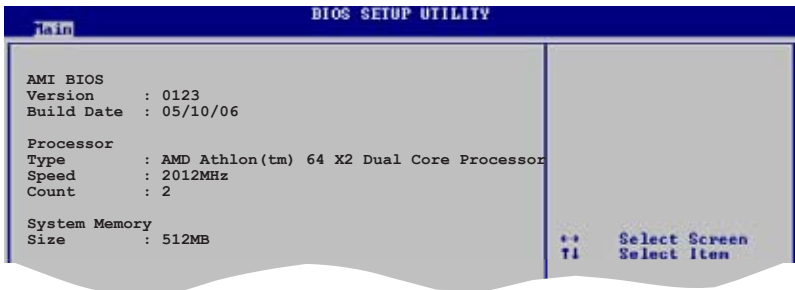 BIOS SETUP UTILITY
Main
AMI BIOS
Version : 0123
Build Date : 05/10/06
Processor
Type : AMD Athlon(tm) 64 X2 Dual Core Processor
Speed : 2012MHz
Count : 2
System Memory
Size : 512MB
↔ Select Screen
↑↓ Select Item